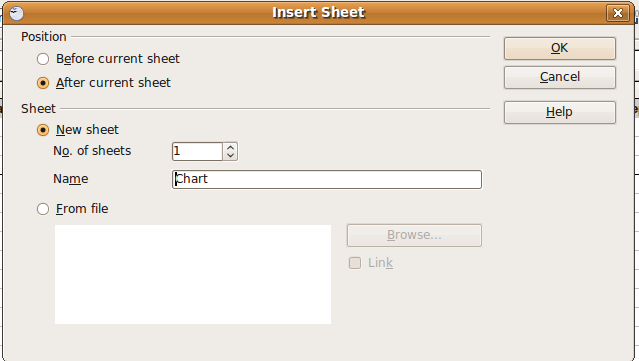 Insert Sheet
Position
Before current sheet
After current sheet
OK
Cancel
Help
Sheet
New sheet
No. of sheets 1
Name Chart
From file
Browse...
Link